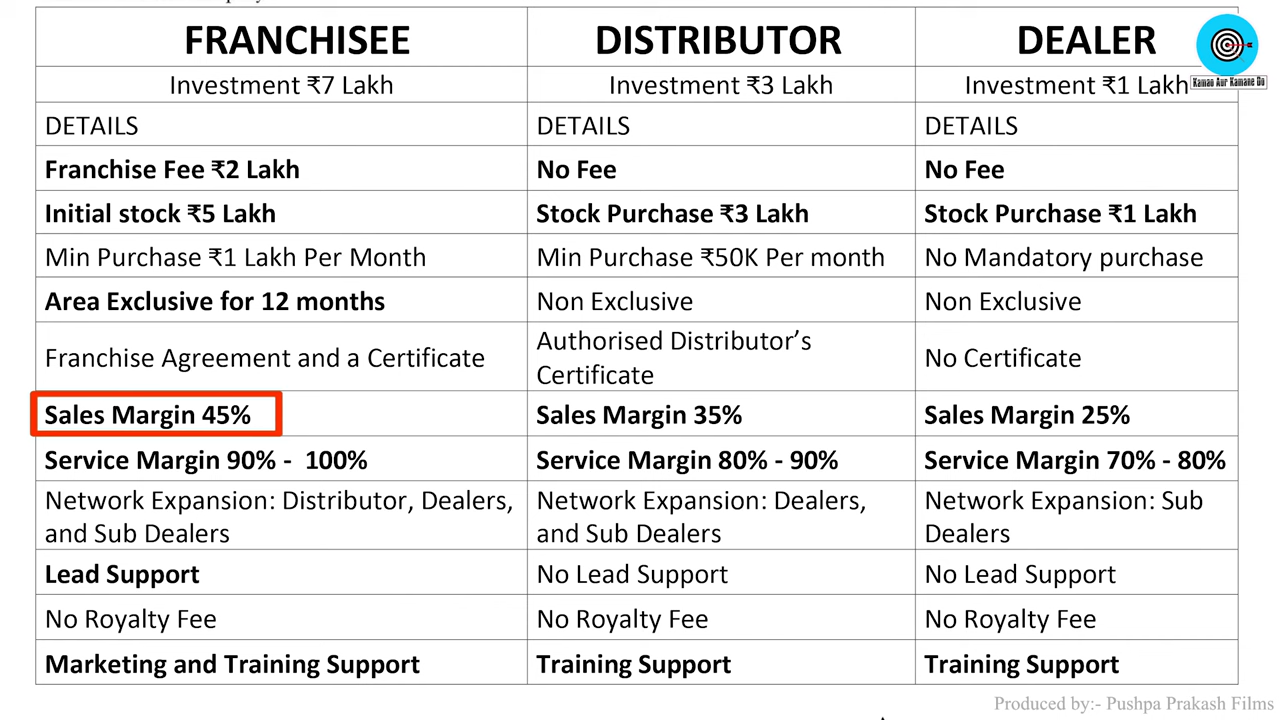 FRANCHISEE DISTRIBUTOR DEALER
Kamao Aur Kamane Do
Investment ₹7 Lakh Investment ₹3 Lakh Investment ₹1 Lakh
DETAILS DETAILS DETAILS
Franchise Fee ₹2 Lakh No Fee No Fee
Initial stock ₹5 Lakh Stock Purchase ₹3 Lakh Stock Purchase ₹1 Lakh
Min Purchase ₹1 Lakh Per Month Min Purchase ₹50K Per month No Mandatory purchase
Area Exclusive for 12 months Non Exclusive Non Exclusive
Franchise Agreement and a Certificate Authorised Distributor’s
Certificate No Certificate
Sales Margin 45% Sales Margin 35% Sales Margin 25%
Service Margin 90% - 100% Service Margin 80% - 90% Service Margin 70% - 80%
Network Expansion: Distributor, Dealers, Network Expansion: Dealers, Network Expansion: Sub
and Sub Dealers and Sub Dealers Dealers
Lead Support No Lead Support No Lead Support
No Royalty Fee No Royalty Fee No Royalty Fee
Marketing and Training Support Training Support Training Support
Produced by:- Pushpa Prakash Films